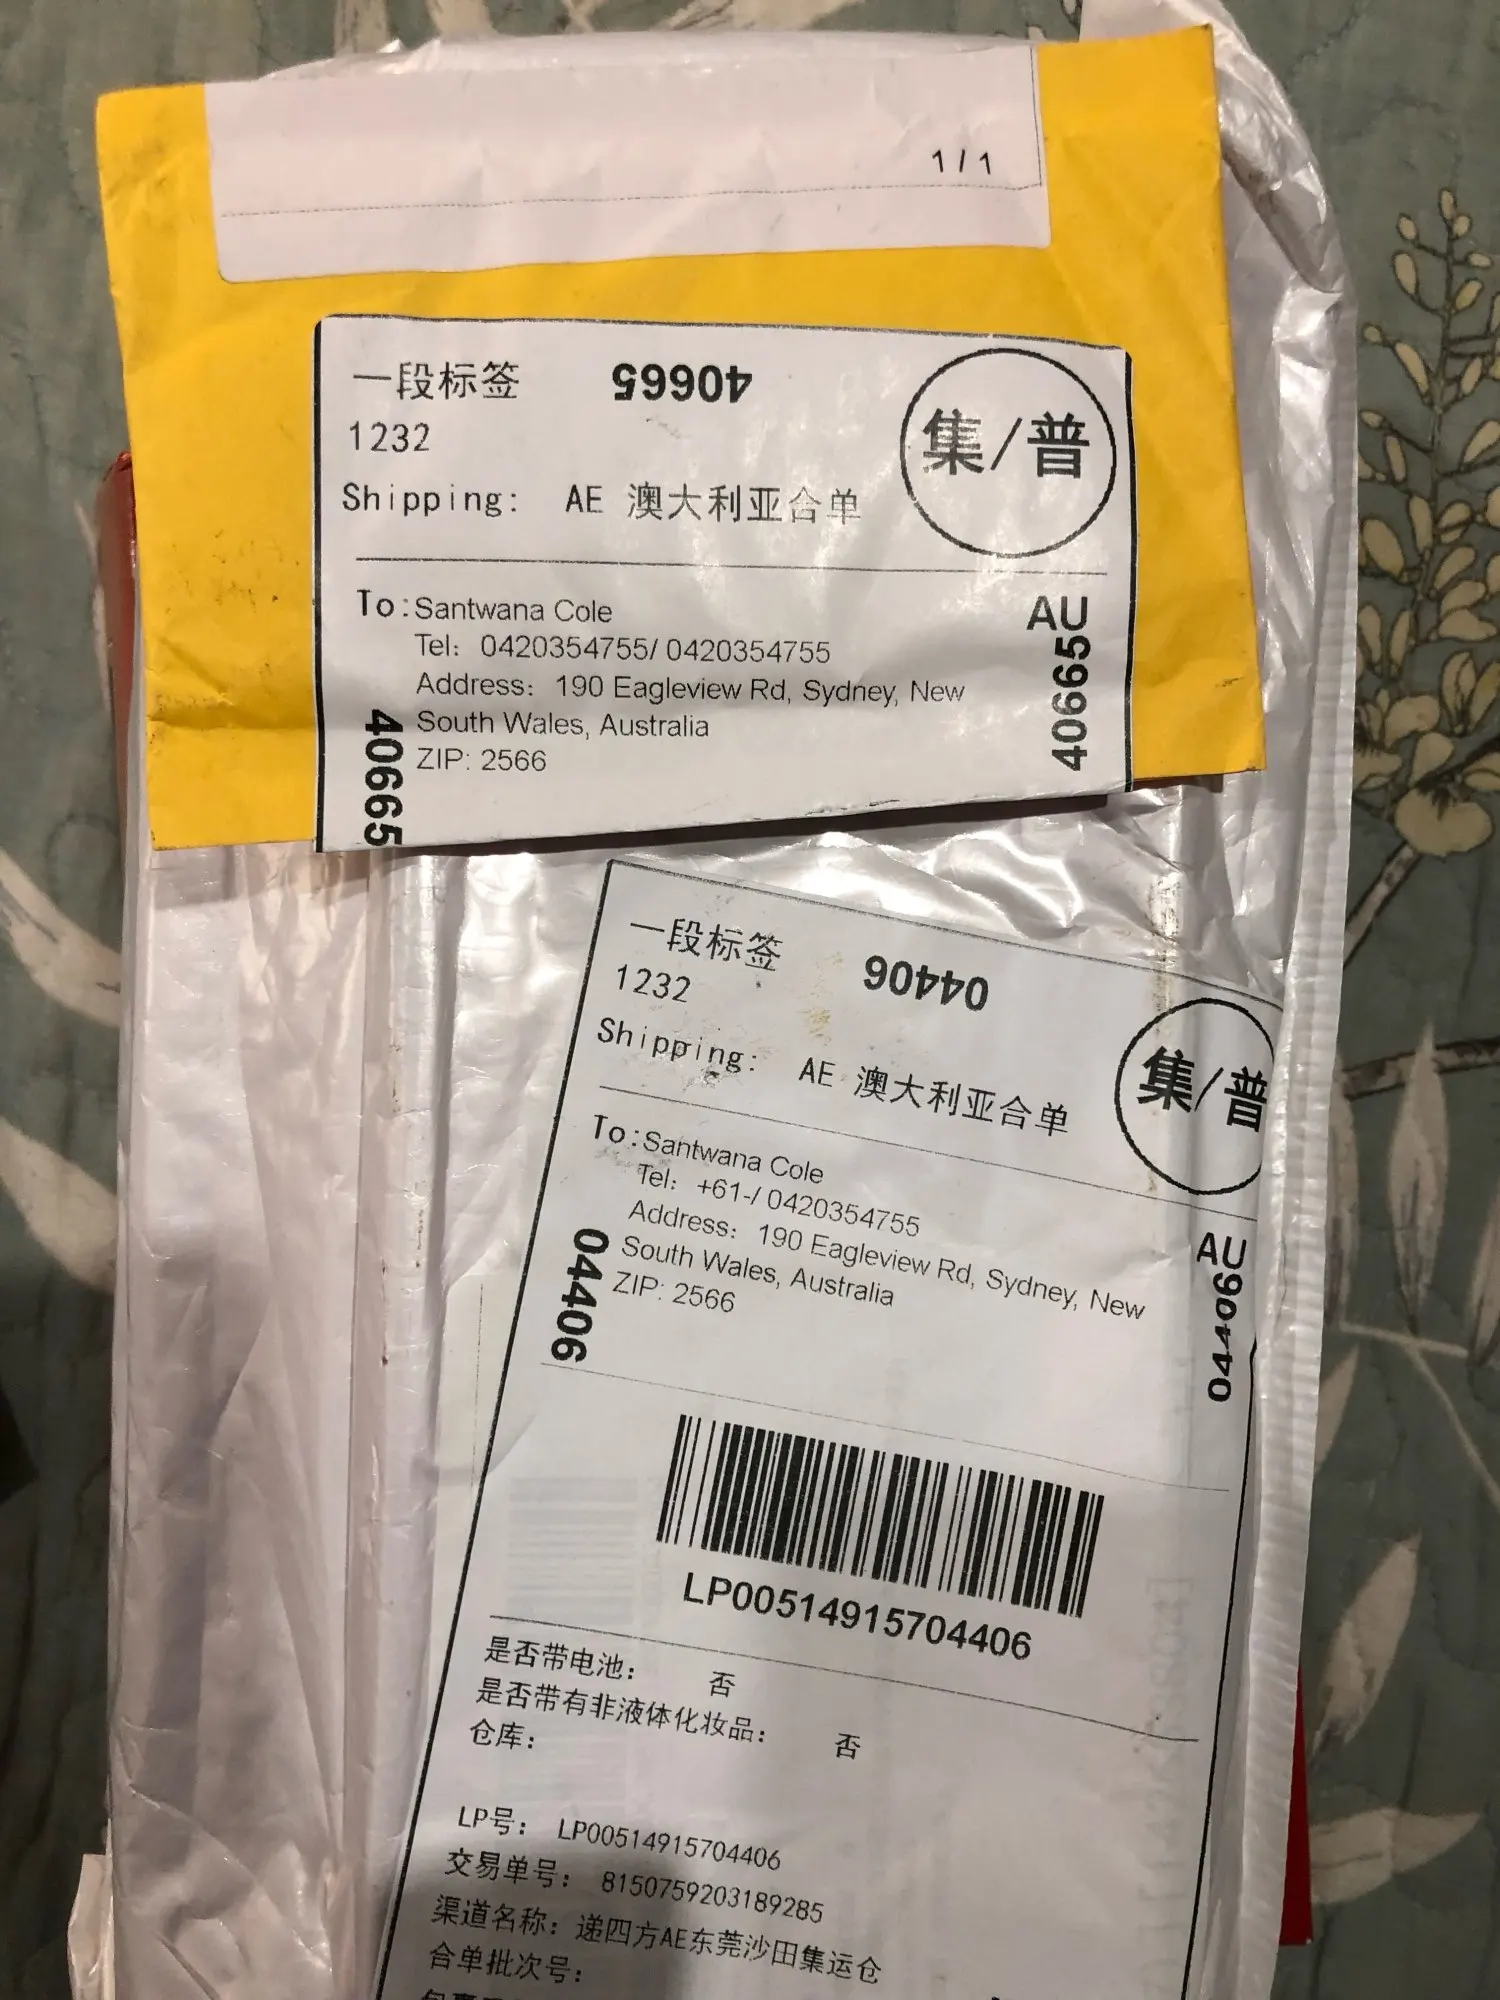 1/1
一段标签
40665
集/普
1232
Shipping: AE 澳大利亚合单
To: Santwana Cole
AU
Tel: 0420354755/ 0420354755
Address: 190 Eagleview Rd, Sydney, New
South Wales, Australia
ZIP: 2566
40665
40665
一段标签
04406
1232
集/普
Shipping: AE 澳大利亚合单
To: Santwana Cole
Tel: +61-/ 0420354755
Address: 190 Eagleview Rd, Sydney, New
South Wales, Australia
ZIP: 2566
AU
04406
04406
LP00514915704406
是否带电池: 否
是否带有非液体化妆品: 否
仓库:
LP号: LP00514915704406
交易单号: 8150759203189285
渠道名称: 递四方AE东莞沙田集运仓
合单批次号: